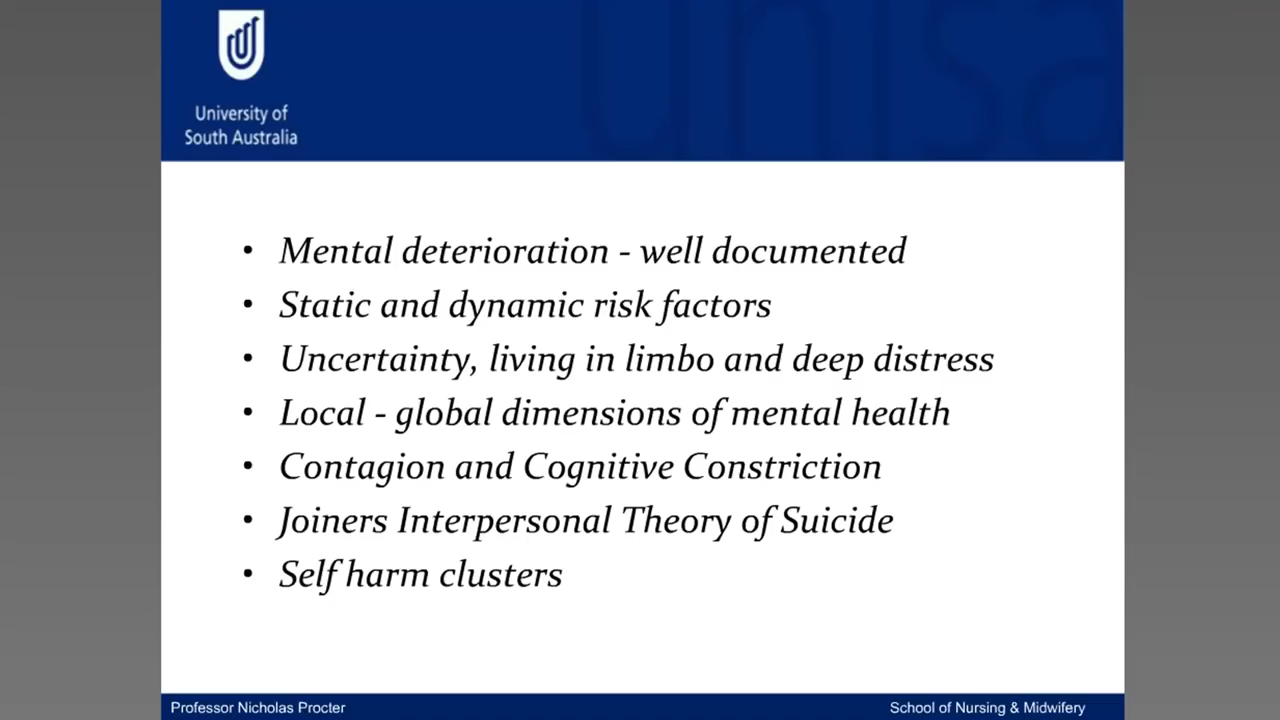 unisa
University of
South Australia
• Mental deterioration - well documented
• Static and dynamic risk factors
• Uncertainty, living in limbo and deep distress
• Local - global dimensions of mental health
• Contagion and Cognitive Constriction
• Joiners Interpersonal Theory of Suicide
• Self harm clusters
Professor Nicholas Procter
School of Nursing & Midwifery